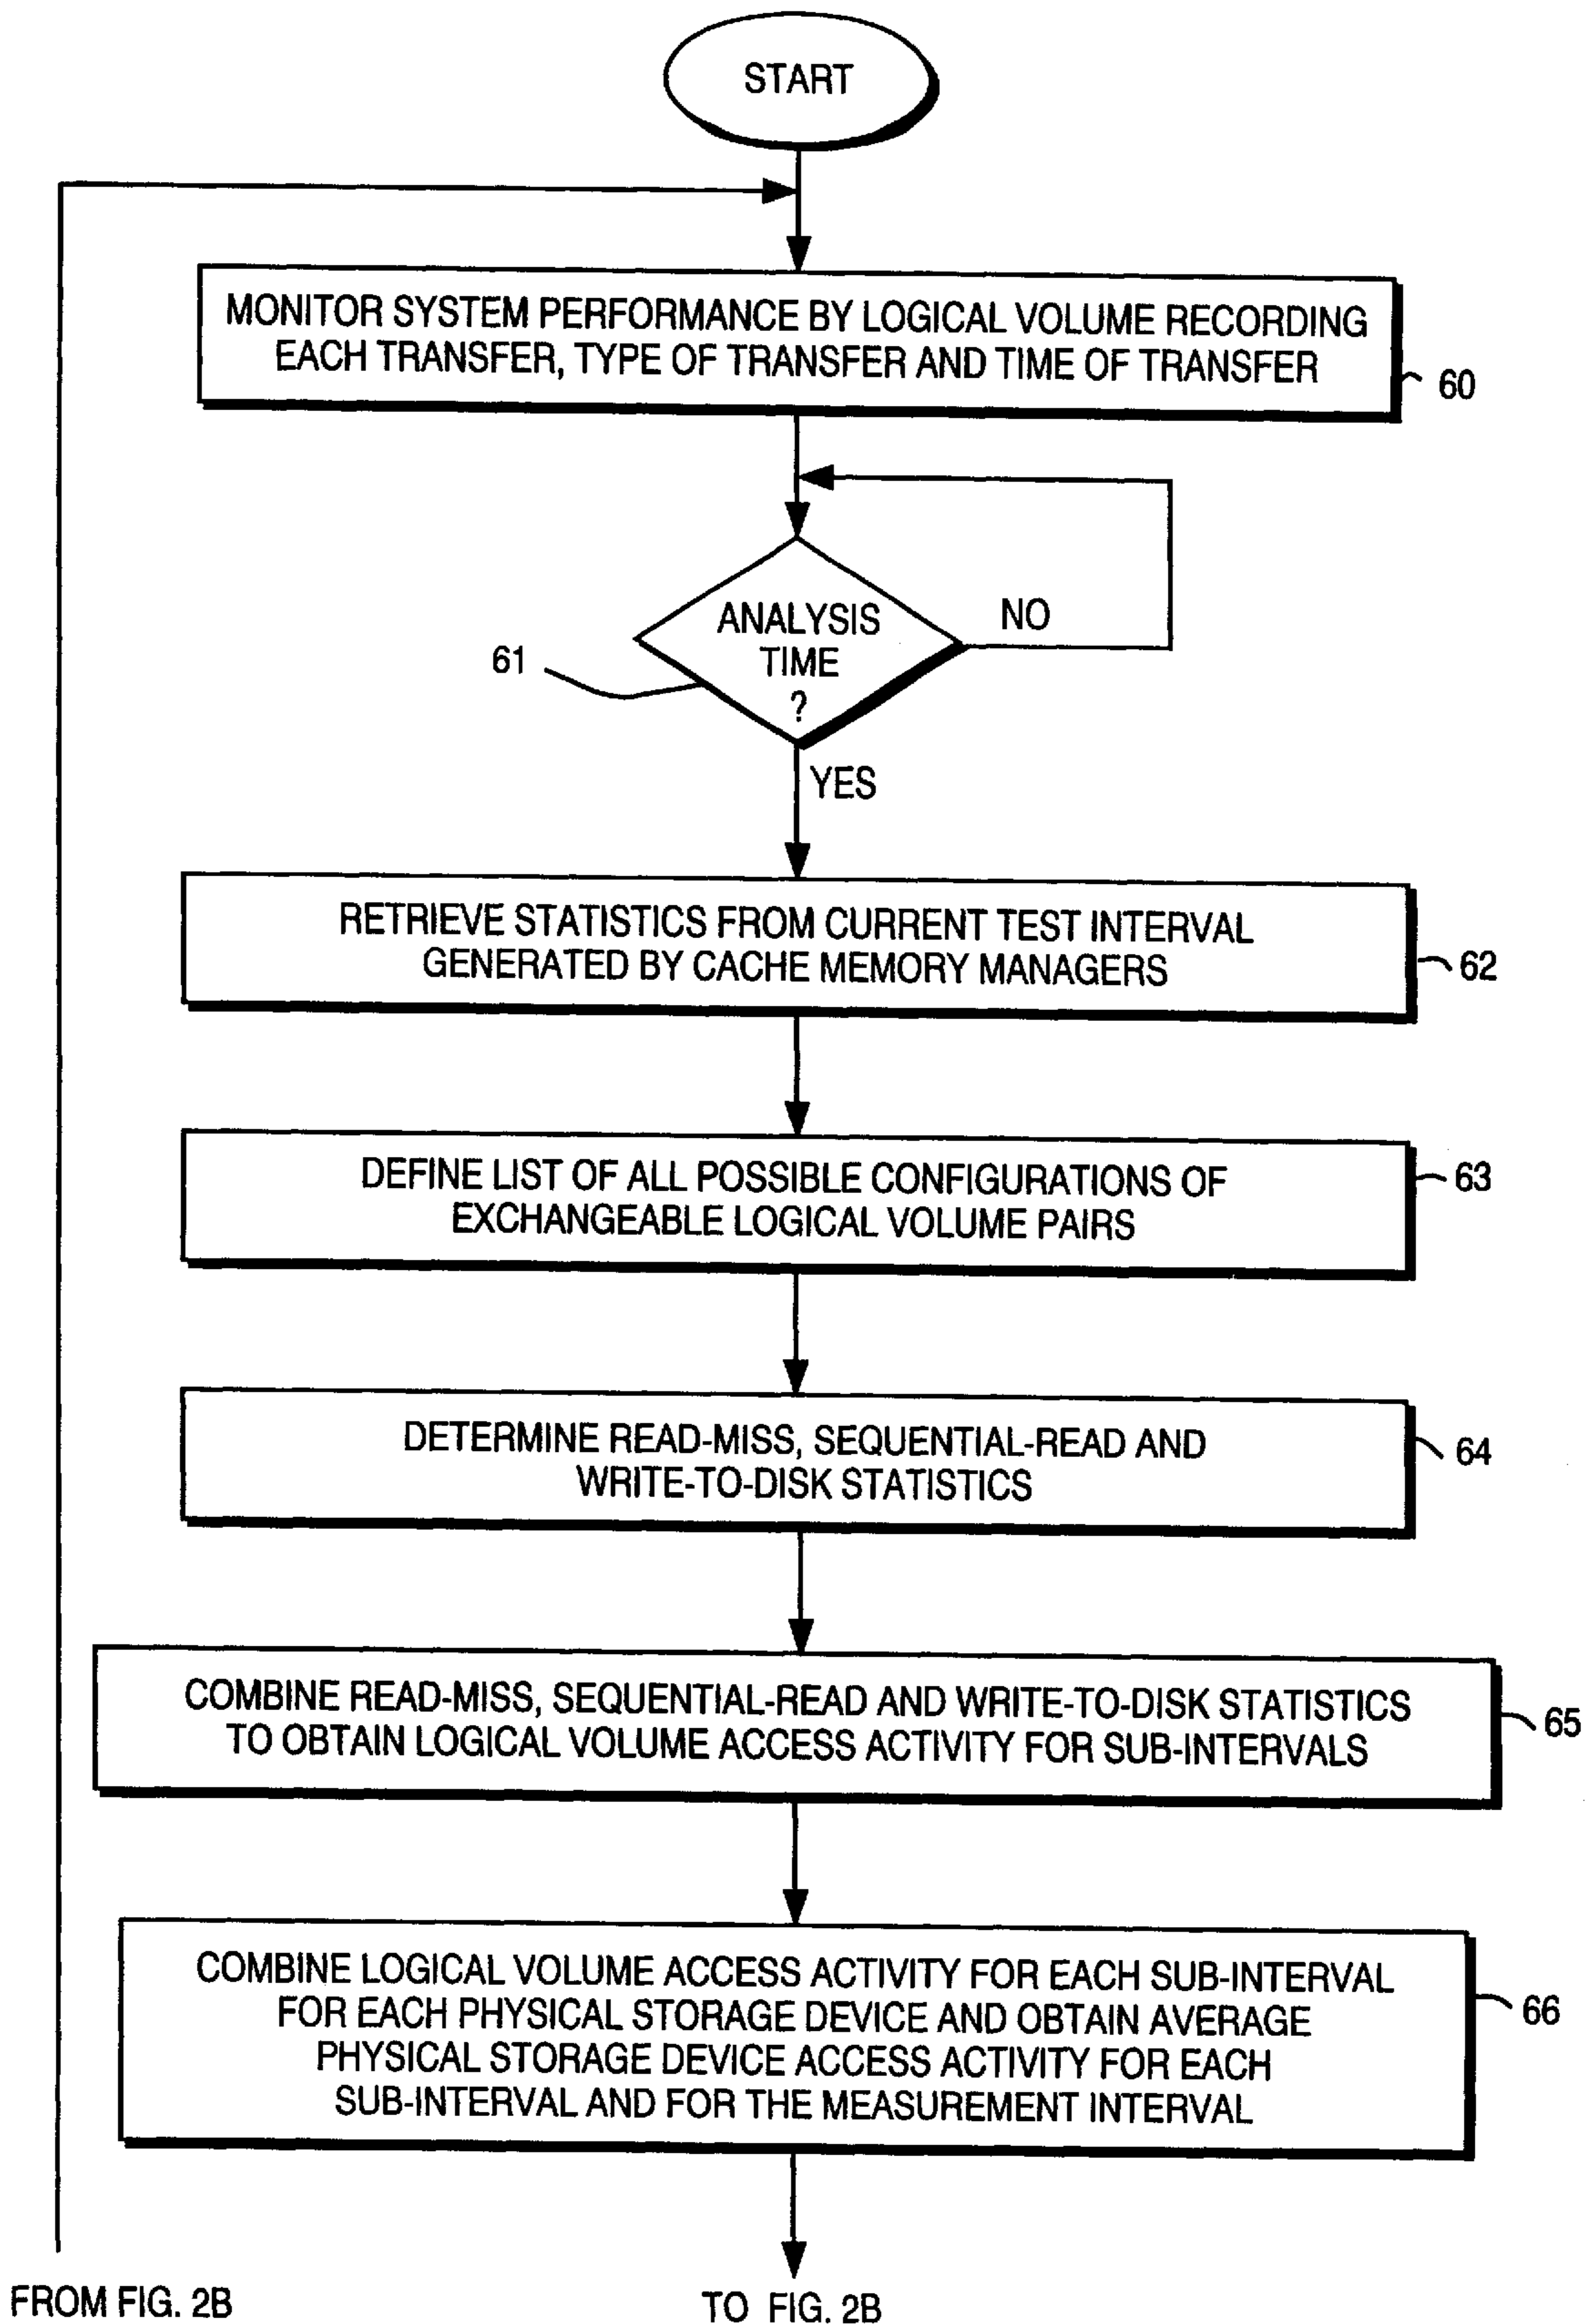 START
MONITOR SYSTEM PERFORMANCE BY LOGICAL VOLUME RECORDING
EACH TRANSFER, TYPE OF TRANSFER AND TIME OF TRANSFER
60
ANALYSIS
TIME
?
NO
61
YES
RETRIEVE STATISTICS FROM CURRENT TEST INTERVAL
GENERATED BY CACHE MEMORY MANAGERS
62
DEFINE LIST OF ALL POSSIBLE CONFIGURATIONS OF
EXCHANGEABLE LOGICAL VOLUME PAIRS
63
DETERMINE READ-MISS, SEQUENTIAL-READ AND
WRITE-TO-DISK STATISTICS
64
COMBINE READ-MISS, SEQUENTIAL-READ AND WRITE-TO-DISK STATISTICS
TO OBTAIN LOGICAL VOLUME ACCESS ACTIVITY FOR SUB-INTERVALS
65
COMBINE LOGICAL VOLUME ACCESS ACTIVITY FOR EACH SUB-INTERVAL
FOR EACH PHYSICAL STORAGE DEVICE AND OBTAIN AVERAGE
PHYSICAL STORAGE DEVICE ACCESS ACTIVITY FOR EACH
SUB-INTERVAL AND FOR THE MEASUREMENT INTERVAL
66
FROM FIG. 2B
TO FIG. 2B